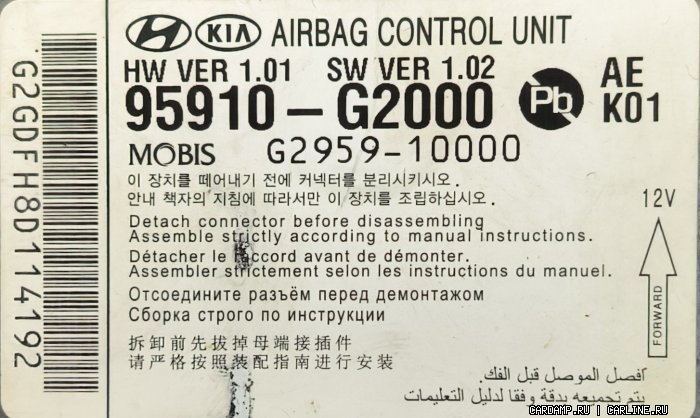 HYUNDAI KIA AIRBAG CONTROL UNIT
HW VER 1.01 SW VER 1.02
95910-G2000
Pb
AE
K01
MOBIS G2959-10000
이 장치를 떼어내기 전에 커넥터를 분리시키시오.
안내 책자의 지침에 따라서만 이 장치를 조립하십시오.
12V
Detach connector before disassembling
Assemble strictly according to manual instructions.
Détacher le raccord avant de démonter.
Assembler strictement selon les instructions du manuel.
FORWARD
Отсоедините разъём перед демонтажом
Сборка строго по инструкции
拆卸前先拔掉母端接插件
请严格按照装配指南进行安装
افصل الموصل قبل الفك.
يتم تجميعه بدقة وفقا لدليل التعليمات
G2GDFH8D114192
CARDAMP.RU | CARLINE.RU